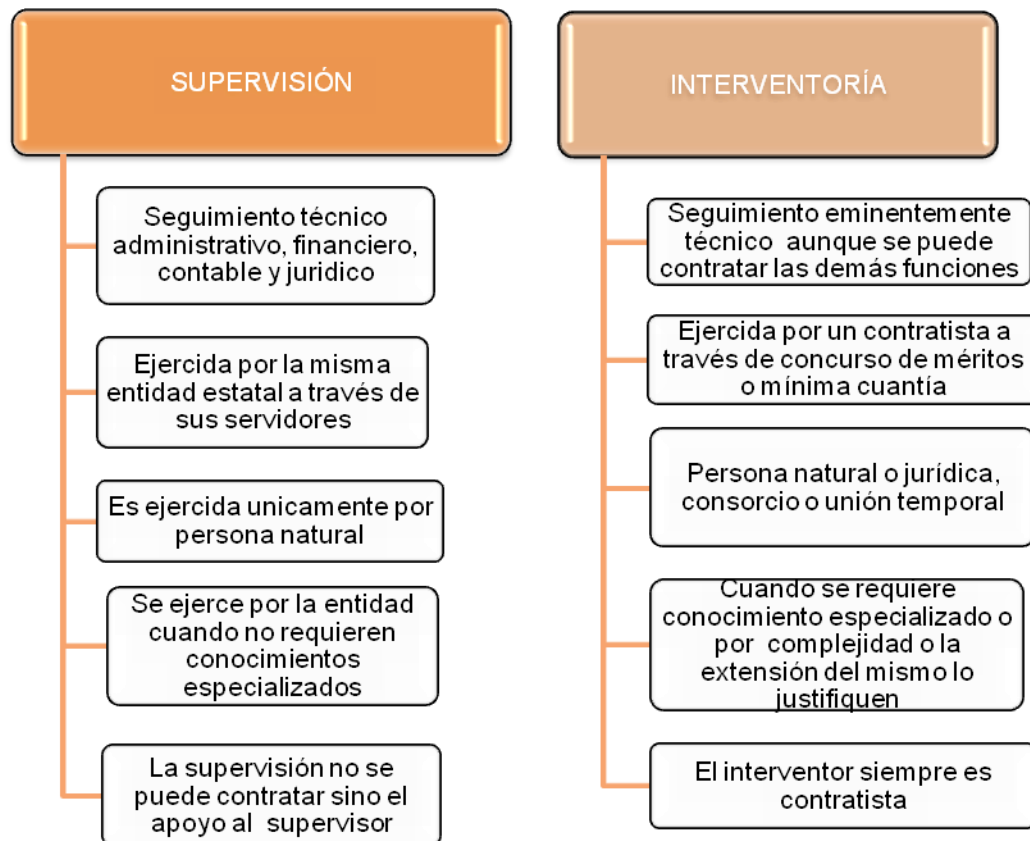 SUPERVISIÓN
Seguimiento técnico
administrativo, financiero,
contable y juridico
Ejercida por la misma
entidad estatal a través de
sus servidores
Es ejercida unicamente por
persona natural
Se ejerce por la entidad
cuando no requieren
conocimientos
especializados
La supervisión no se
puede contratar sino el
apoyo al supervisor
INTERVENTORÍA
Seguimiento eminentemente
técnico aunque se puede
contratar las demás funciones
Ejercida por un contratista a
través de concurso de méritos
o mínima cuantía
Persona natural o jurídica,
consorcio o unión temporal
Cuando se requiere
conocimiento especializado o
por complejidad o la
extensión del mismo lo
justifiquen
El interventor siempre es
contratista